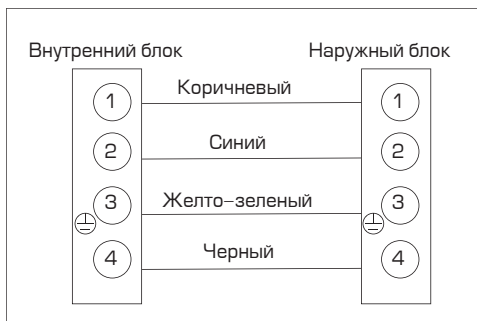 Внутренний блок Наружный блок
1 Коричневый 1
2 Синий 2
3 Желто–зеленый 3
4 Черный 4